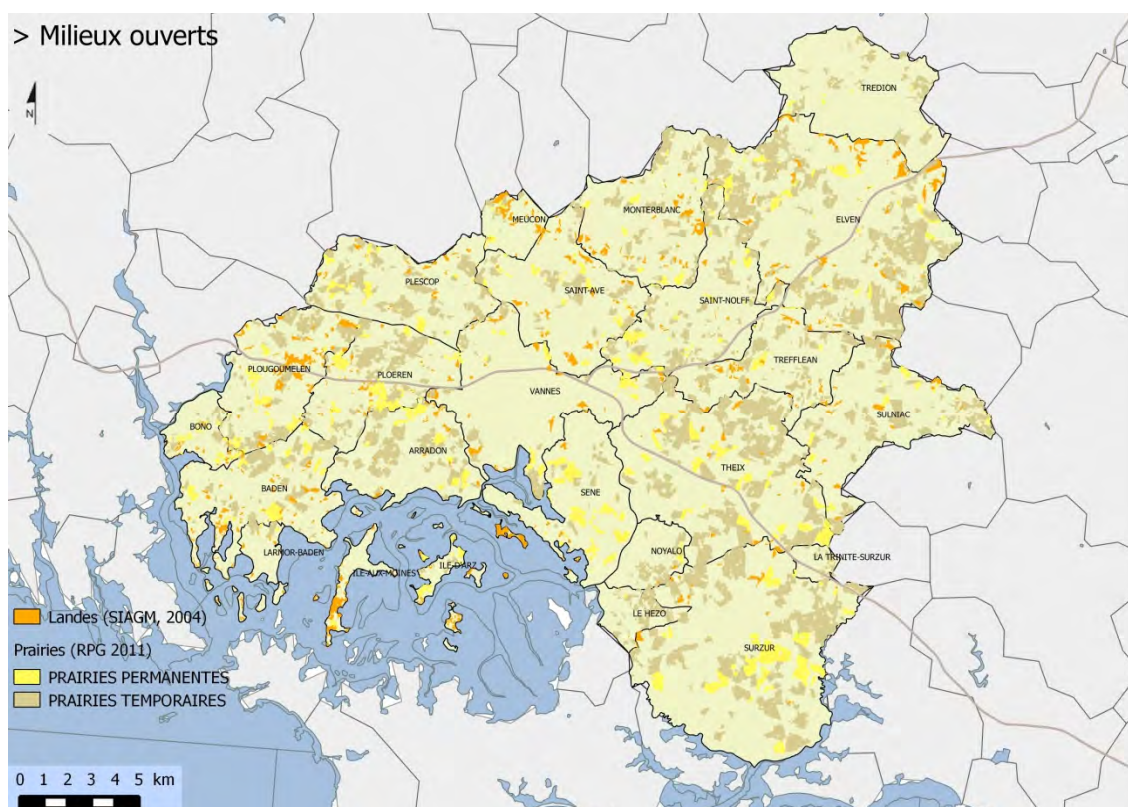 > Milieux ouverts
N
TREDION
ELVEN
MONTERBLANC
MEUCON
PLESCOP
SAINT-AVE
SAINT-NOLFF
TREFFLEAN
PLOUGOUMELEN
PLOEREN
VANNES
SULNIAC
BONO
ARRADON
BADEN
SENE
THEIX
LARMOR-BADEN
ILE-AUX-MOINES
ILE-D'ARZ
NOYALO
LA TRINITE-SURZUR
LE HEZO
SURZUR
Landes (SIAGM, 2004)
Prairies (RPG 2011)
PRAIRIES PERMANENTES
PRAIRIES TEMPORAIRES
0 1 2 3 4 5 km